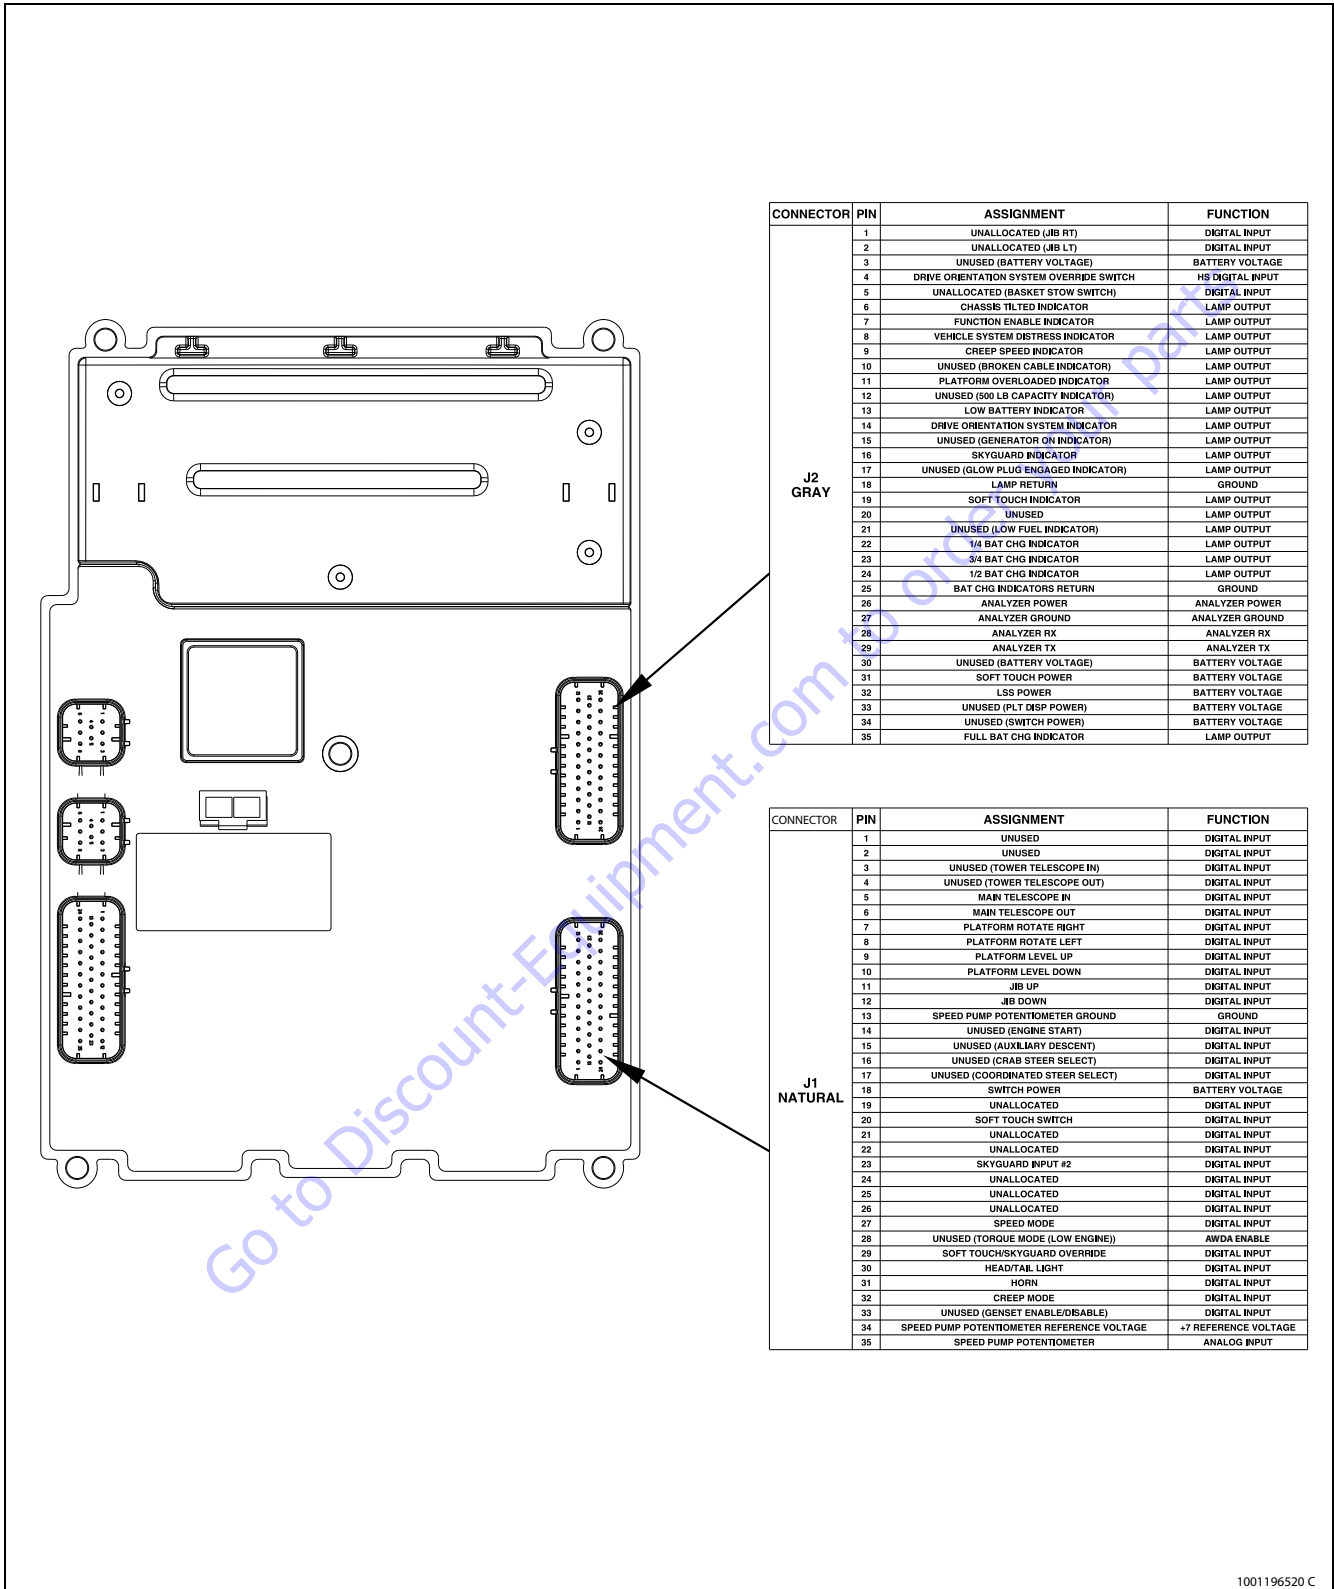 CONNECTOR PIN ASSIGNMENT FUNCTION
J2
GRAY
1 UNALLOCATED (JIB RT) DIGITAL INPUT
2 UNALLOCATED (JIB LT) DIGITAL INPUT
3 UNUSED (BATTERY VOLTAGE) BATTERY VOLTAGE
4 DRIVE ORIENTATION SYSTEM OVERRIDE SWITCH HS DIGITAL INPUT
5 UNALLOCATED (BASKET STOW SWITCH) DIGITAL INPUT
6 CHASSIS TILTED INDICATOR LAMP OUTPUT
7 FUNCTION ENABLE INDICATOR LAMP OUTPUT
8 VEHICLE SYSTEM DISTRESS INDICATOR LAMP OUTPUT
9 CREEP SPEED INDICATOR LAMP OUTPUT
10 UNUSED (BROKEN CABLE INDICATOR) LAMP OUTPUT
11 PLATFORM OVERLOADED INDICATOR LAMP OUTPUT
12 UNUSED (500 LB CAPACITY INDICATOR) LAMP OUTPUT
13 LOW BATTERY INDICATOR LAMP OUTPUT
14 DRIVE ORIENTATION SYSTEM INDICATOR LAMP OUTPUT
15 UNUSED (GENERATOR ON INDICATOR) LAMP OUTPUT
16 SKYGUARD INDICATOR LAMP OUTPUT
17 UNUSED (GLOW PLUG ENGAGED INDICATOR) LAMP OUTPUT
18 LAMP RETURN GROUND
19 SOFT TOUCH INDICATOR LAMP OUTPUT
20 UNUSED LAMP OUTPUT
21 UNUSED (LOW FUEL INDICATOR) LAMP OUTPUT
22 1/4 BAT CHG INDICATOR LAMP OUTPUT
23 3/4 BAT CHG INDICATOR LAMP OUTPUT
24 1/2 BAT CHG INDICATOR LAMP OUTPUT
25 BAT CHG INDICATORS RETURN GROUND
26 ANALYZER POWER ANALYZER POWER
27 ANALYZER GROUND ANALYZER GROUND
28 ANALYZER RX ANALYZER RX
29 ANALYZER TX ANALYZER TX
30 UNUSED (BATTERY VOLTAGE) BATTERY VOLTAGE
31 SOFT TOUCH POWER BATTERY VOLTAGE
32 LSS POWER BATTERY VOLTAGE
33 UNUSED (PLT DISP POWER) BATTERY VOLTAGE
34 UNUSED (SWITCH POWER) BATTERY VOLTAGE
35 FULL BAT CHG INDICATOR LAMP OUTPUT
CONNECTOR PIN ASSIGNMENT FUNCTION
J1
NATURAL
1 UNUSED DIGITAL INPUT
2 UNUSED DIGITAL INPUT
3 UNUSED (TOWER TELESCOPE IN) DIGITAL INPUT
4 UNUSED (TOWER TELESCOPE OUT) DIGITAL INPUT
5 MAIN TELESCOPE IN DIGITAL INPUT
6 MAIN TELESCOPE OUT DIGITAL INPUT
7 PLATFORM ROTATE RIGHT DIGITAL INPUT
8 PLATFORM ROTATE LEFT DIGITAL INPUT
9 PLATFORM LEVEL UP DIGITAL INPUT
10 PLATFORM LEVEL DOWN DIGITAL INPUT
11 JIB UP DIGITAL INPUT
12 JIB DOWN DIGITAL INPUT
13 SPEED PUMP POTENTIOMETER GROUND GROUND
14 UNUSED (ENGINE START) DIGITAL INPUT
15 UNUSED (AUXILIARY DESCENT) DIGITAL INPUT
16 UNUSED (CRAB STEER SELECT) DIGITAL INPUT
17 UNUSED (COORDINATED STEER SELECT) DIGITAL INPUT
18 SWITCH POWER BATTERY VOLTAGE
19 UNALLOCATED DIGITAL INPUT
20 SOFT TOUCH SWITCH DIGITAL INPUT
21 UNALLOCATED DIGITAL INPUT
22 UNALLOCATED DIGITAL INPUT
23 SKYGUARD INPUT #2 DIGITAL INPUT
24 UNALLOCATED DIGITAL INPUT
25 UNALLOCATED DIGITAL INPUT
26 UNALLOCATED DIGITAL INPUT
27 SPEED MODE DIGITAL INPUT
28 UNUSED (TORQUE MODE (LOW ENGINE)) AWDA ENABLE
29 SOFT TOUCH/SKYGUARD OVERRIDE DIGITAL INPUT
30 HEAD/TAIL LIGHT DIGITAL INPUT
31 HORN DIGITAL INPUT
32 CREEP MODE DIGITAL INPUT
33 UNUSED (GENSET ENABLE/DISABLE) DIGITAL INPUT
34 SPEED PUMP POTENTIOMETER REFERENCE VOLTAGE +7 REFERENCE VOLTAGE
35 SPEED PUMP POTENTIOMETER ANALOG INPUT
Go to Discount-Equipment.com to order your parts
1001196520 C